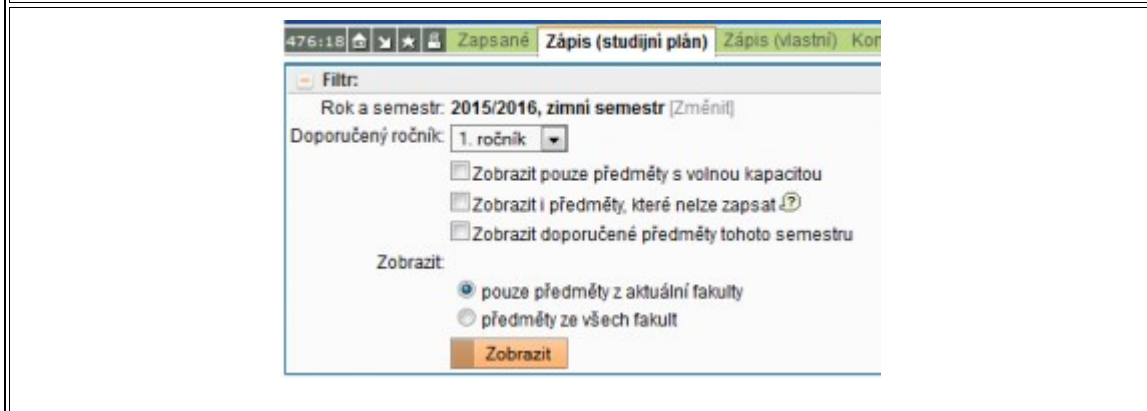 476:18 Zapsané Zápis (studijní plán) Zápis (vlastní) Kon
Filtr:
Rok a semestr: 2015/2016, zimní semestr [Změnit]
Doporučený ročník: 1. ročník
Zobrazit pouze předměty s volnou kapacitou
Zobrazit i předměty, které nelze zapsat ?
Zobrazit doporučené předměty tohoto semestru
Zobrazit:
pouze předměty z aktuální fakulty
předměty ze všech fakult
Zobrazit